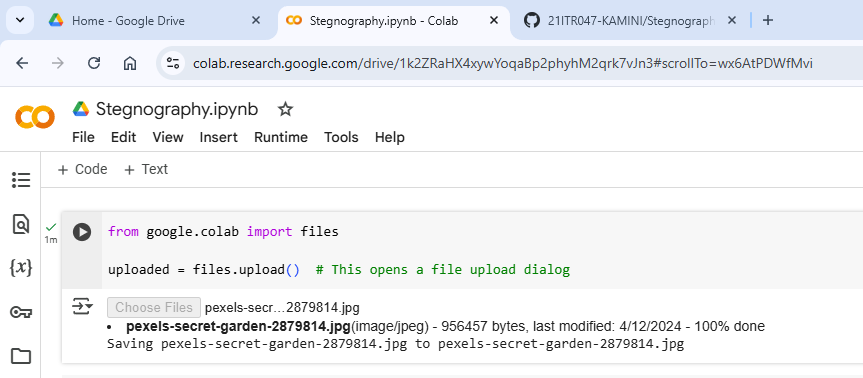 Home - Google Drive
Stegnography.ipynb - Colab
21ITR047-KAMINI/Stegnograph
colab.research.google.com/drive/1k2ZRaHX4xywYoqaBp2phyhM2qrk7vJn3#scrollTo=wx6AtPDWfMvi
Stegnography.ipynb
File Edit View Insert Runtime Tools Help
+ Code + Text
1m
from google.colab import files
uploaded = files.upload()  # This opens a file upload dialog
{x}
Choose Files pexels-secr...2879814.jpg
• pexels-secret-garden-2879814.jpg(image/jpeg) - 956457 bytes, last modified: 4/12/2024 - 100% done
Saving pexels-secret-garden-2879814.jpg to pexels-secret-garden-2879814.jpg